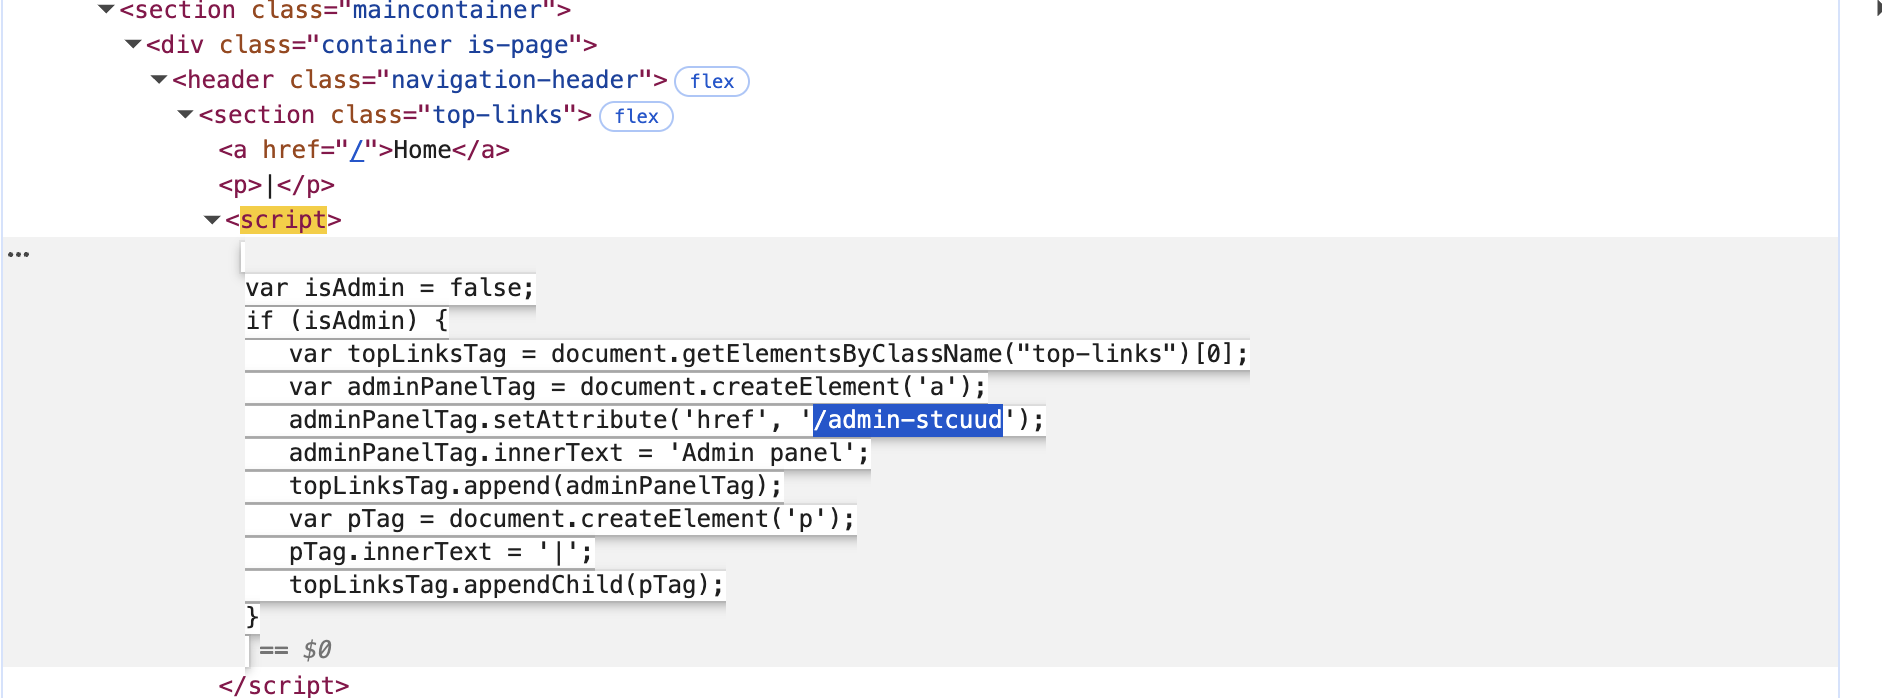 <section class="maincontainer">
<div class="container is-page">
<header class="navigation-header"> flex
<section class="top-links"> flex
<a href="/">Home</a>
<p>|</p>
<script>
...
var isAdmin = false;
if (isAdmin) {
var topLinksTag = document.getElementsByClassName("top-links")[0];
var adminPanelTag = document.createElement('a');
adminPanelTag.setAttribute('href', '/admin-stcuud');
adminPanelTag.innerText = 'Admin panel';
topLinksTag.append(adminPanelTag);
var pTag = document.createElement('p');
pTag.innerText = '|';
topLinksTag.appendChild(pTag);
}
== $0
</script>